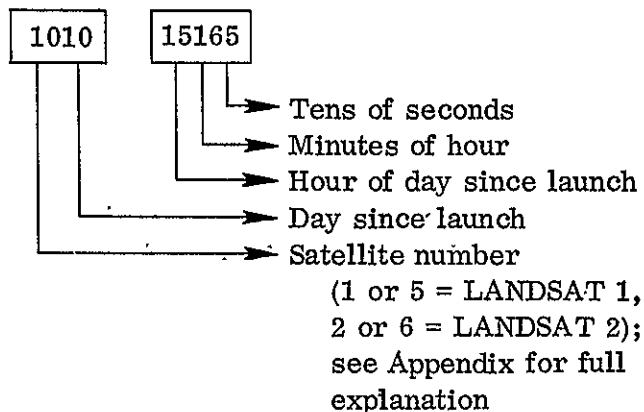 1010 15165
Tens of seconds
Minutes of hour
Hour of day since launch
Day since launch
Satellite number
(1 or 5 = LANDSAT 1,
2 or 6 = LANDSAT 2);
see Appendix for full
explanation